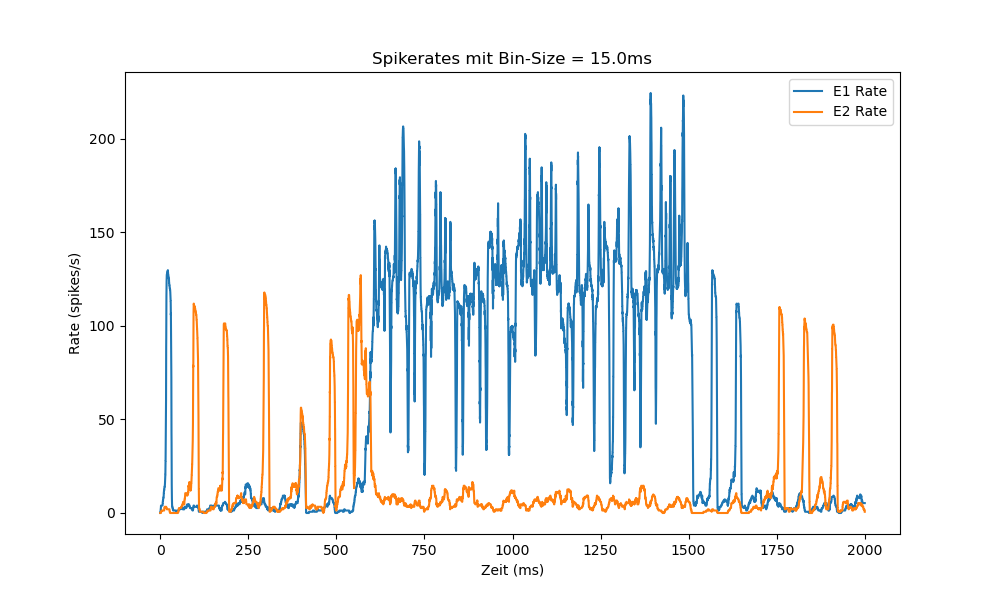 Spikerates mit Bin-Size = 15.0ms
E1 Rate
E2 Rate
Rate (spikes/s)
200
150
100
50
0
0 250 500 750 1000 1250 1500 1750 2000
Zeit (ms)